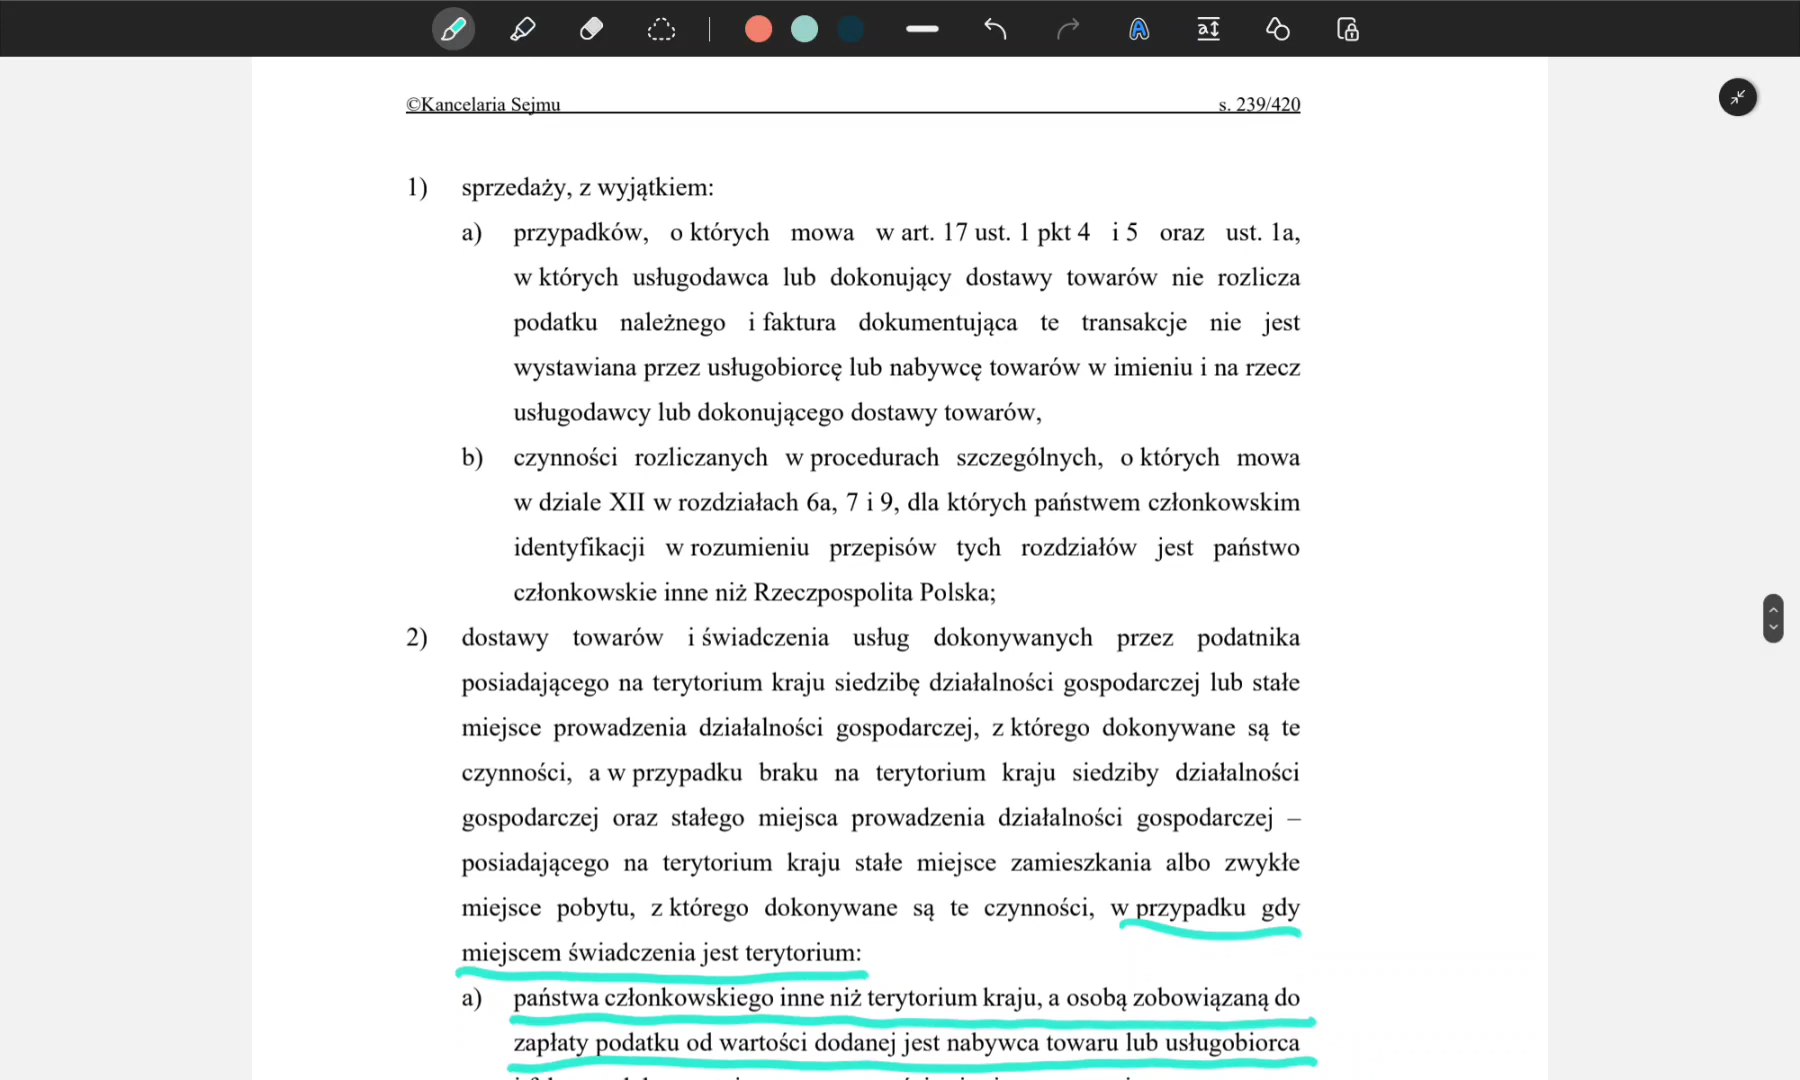 ©Kancelaria Sejmu s. 239/420
1) sprzedaży, z wyjątkiem:
a) przypadków, o których mowa w art. 17 ust. 1 pkt 4 i 5 oraz ust. 1a,
w których usługodawca lub dokonujący dostawy towarów nie rozlicza
podatku należnego i faktura dokumentująca te transakcje nie jest
wystawiana przez usługobiorcę lub nabywcę towarów w imieniu i na rzecz
usługodawcy lub dokonującego dostawy towarów,
b) czynności rozliczanych w procedurach szczególnych, o których mowa
w dziale XII w rozdziałach 6a, 7 i 9, dla których państwem członkowskim
identyfikacji w rozumieniu przepisów tych rozdziałów jest państwo
członkowskie inne niż Rzeczpospolita Polska;
2) dostawy towarów i świadczenia usług dokonywanych przez podatnika
posiadającego na terytorium kraju siedzibę działalności gospodarczej lub stałe
miejsce prowadzenia działalności gospodarczej, z którego dokonywane są te
czynności, a w przypadku braku na terytorium kraju siedziby działalności
gospodarczej oraz stałego miejsca prowadzenia działalności gospodarczej –
posiadającego na terytorium kraju stałe miejsce zamieszkania albo zwykłe
miejsce pobytu, z którego dokonywane są te czynności, w przypadku gdy
miejscem świadczenia jest terytorium:
a) państwa członkowskiego inne niż terytorium kraju, a osobą zobowiązaną do
zapłaty podatku od wartości dodanej jest nabywca towaru lub usługobiorca